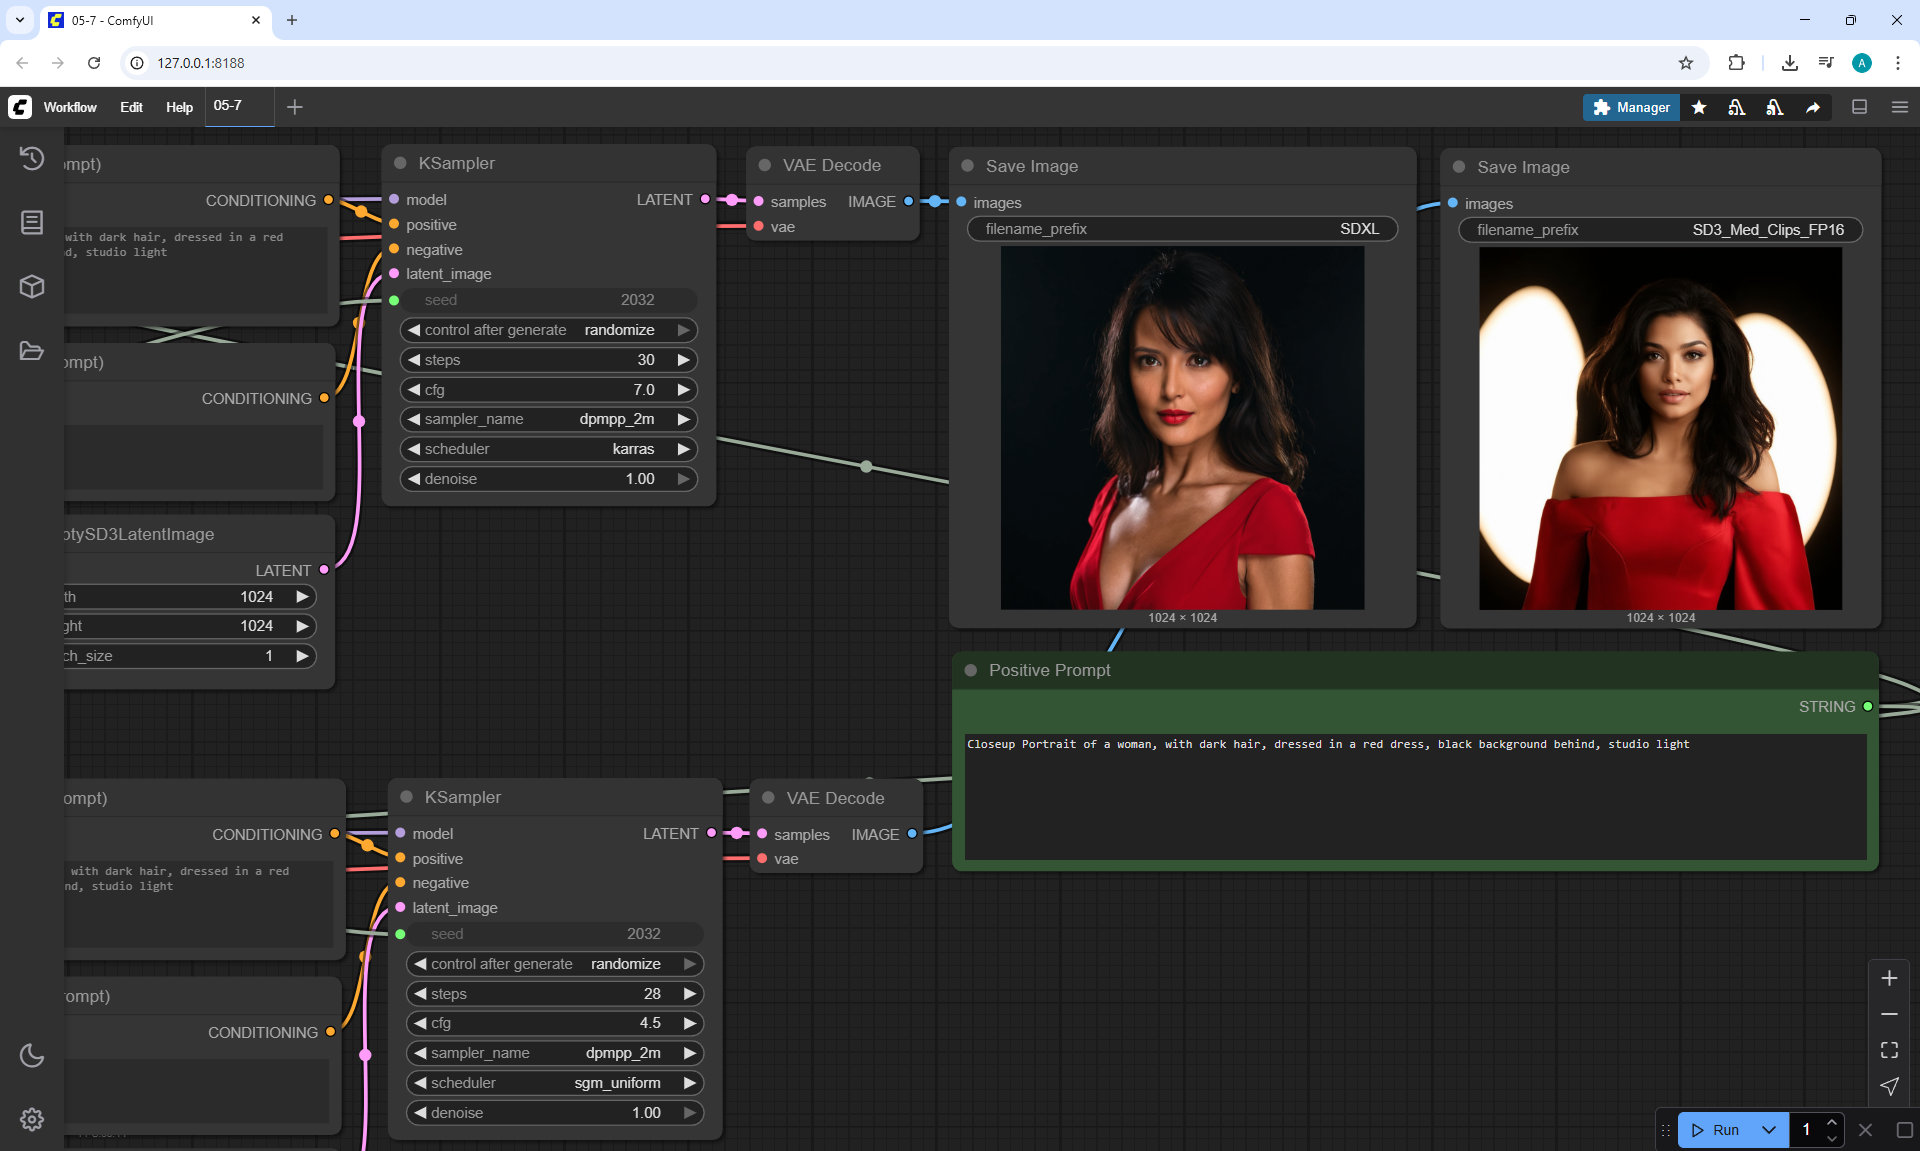 05-7 - ComfyUI
127.0.0.1:8188
A
Workflow
Edit
Help
05-7
Manager
ompt)
CONDITIONING
with dark hair, dressed in a red
d, studio light
ompt)
CONDITIONING
ptySD3LatentImage
LATENT
th 1024
ght 1024
ch_size 1
KSampler
model LATENT
positive
negative
latent_image
seed 2032
control after generate randomize
steps 30
cfg 7.0
sampler_name dpmpp_2m
scheduler karras
denoise 1.00
VAE Decode
samples IMAGE
vae
Save Image
images
filename_prefix SDXL
1024 × 1024
Save Image
images
filename_prefix SD3_Med_Clips_FP16
1024 × 1024
Positive Prompt
STRING
Closeup Portrait of a woman, with dark hair, dressed in a red dress, black background behind, studio light
ompt)
CONDITIONING
with dark hair, dressed in a red
nd, studio light
rompt)
CONDITIONING
KSampler
model LATENT
positive
negative
latent_image
seed 2032
control after generate randomize
steps 28
cfg 4.5
sampler_name dpmpp_2m
scheduler sgm_uniform
denoise 1.00
VAE Decode
samples IMAGE
vae
Run
1